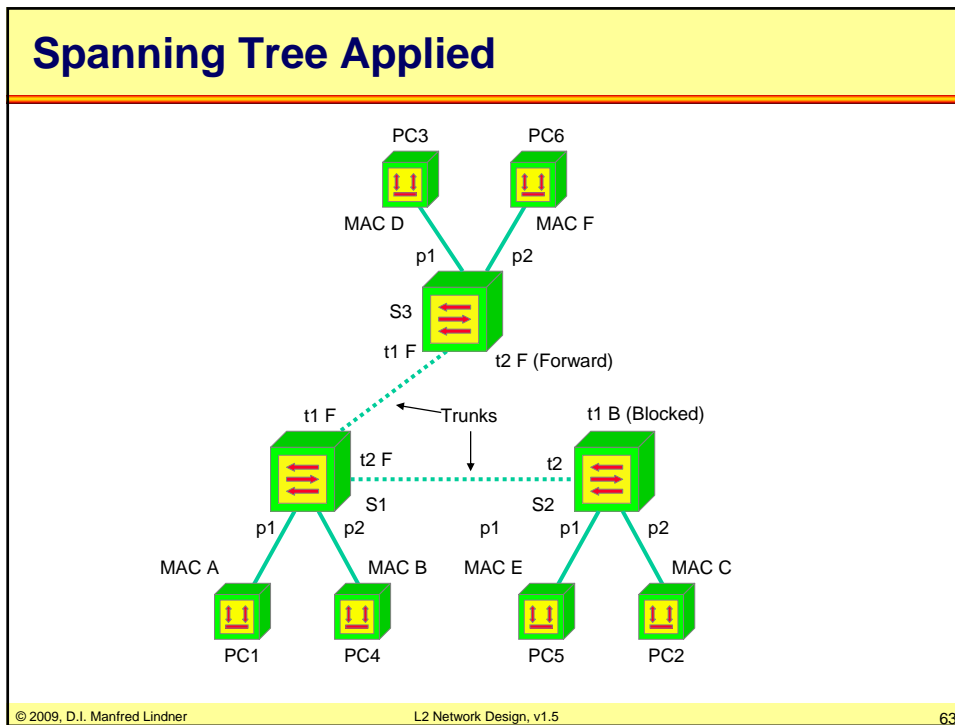 Spanning Tree Applied
PC3
PC6
MAC D
MAC F
p1
p2
S3
t1 F
t2 F (Forward)
t1 F
Trunks
t1 B (Blocked)
t2 F
t2
S1
S2
p1
p2
p1
p1
p2
MAC A
MAC B
MAC E
MAC C
PC1
PC4
PC5
PC2
© 2009, D.I. Manfred Lindner
L2 Network Design, v1.5
63